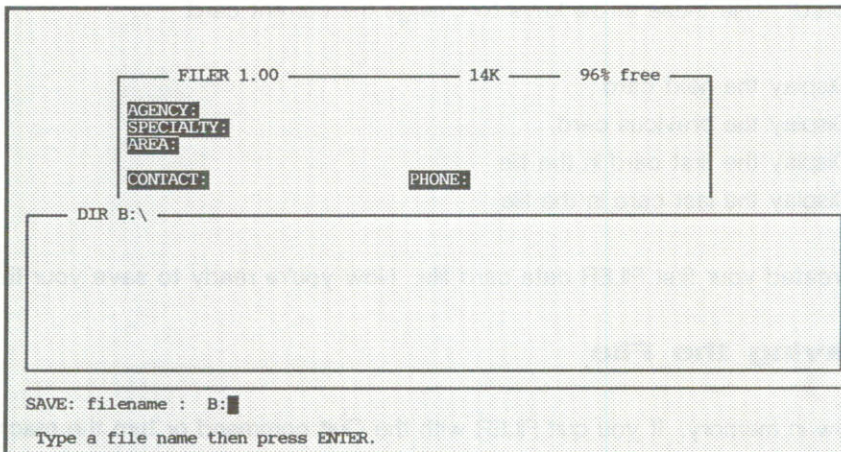 FILER 1.00 14K 96% free
AGENCY:
SPECIALTY:
AREA:
CONTACT: PHONE:
DIR B:\
SAVE: filename : B:
Type a file name then press ENTER.